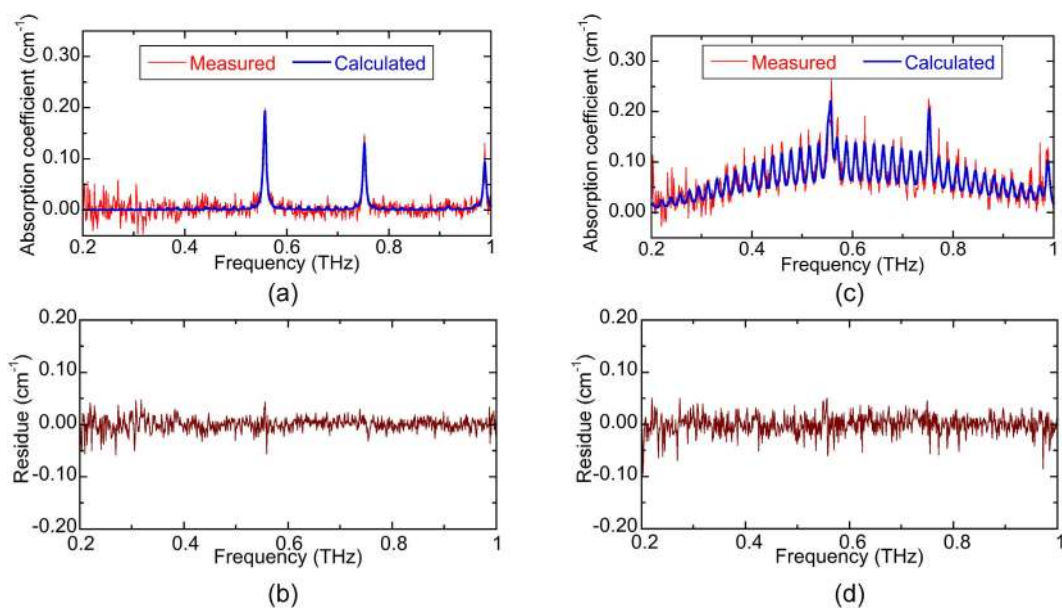 Absorption coefficient (cm⁻¹)
0.30
0.20
0.10
0.00
Measured
Calculated
0.2
0.4
0.6
0.8
1
Frequency (THz)
(a)
Absorption coefficient (cm⁻¹)
0.30
0.20
0.10
0.00
Measured
Calculated
0.2
0.4
0.6
0.8
1
Frequency (THz)
(c)
Residue (cm⁻¹)
0.20
0.10
0.00
-0.10
-0.20
0.2
0.4
0.6
0.8
1
Frequency (THz)
(b)
Residue (cm⁻¹)
0.20
0.10
0.00
-0.10
-0.20
0.2
0.4
0.6
0.8
1
Frequency (THz)
(d)